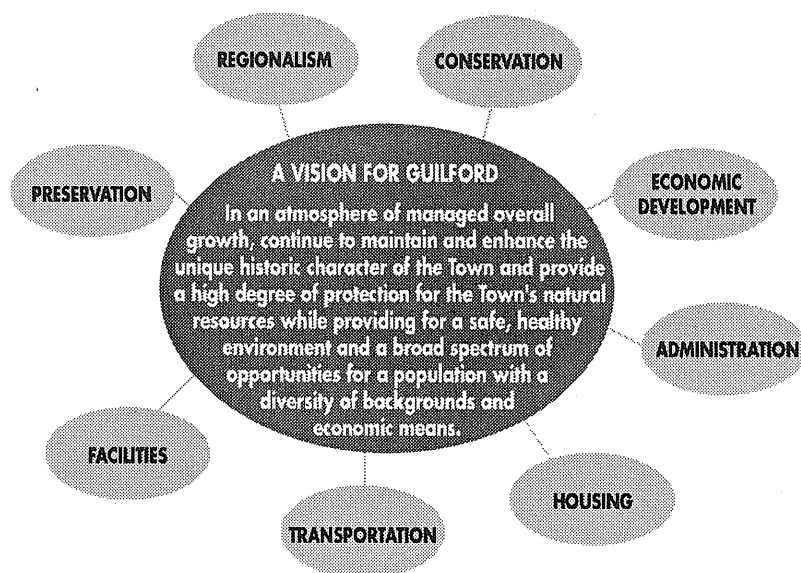 REGIONALISM
CONSERVATION
PRESERVATION
ECONOMIC
DEVELOPMENT
A VISION FOR GUILFORD
In an atmosphere of managed overall
growth, continue to maintain and enhance the
unique historic character of the Town and provide
a high degree of protection for the Town's natural
resources while providing for a safe, healthy
environment and a broad spectrum of
opportunities for a population with a
diversity of backgrounds and
economic means.
ADMINISTRATION
FACILITIES
HOUSING
TRANSPORTATION